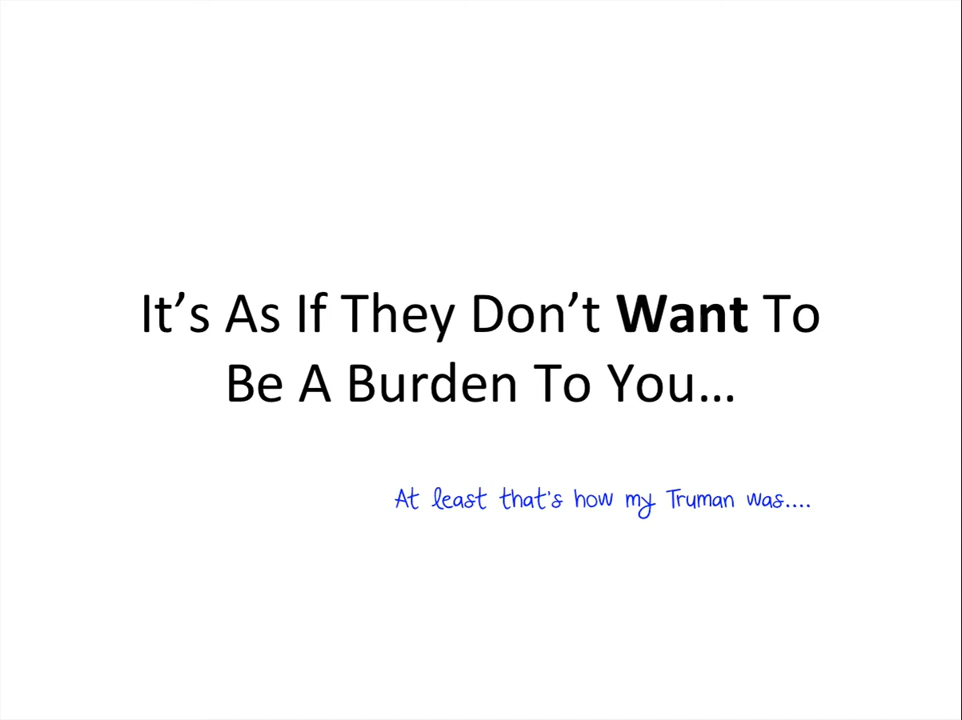 It’s As If They Don’t Want To
Be A Burden To You…
At least that's how my Truman was....